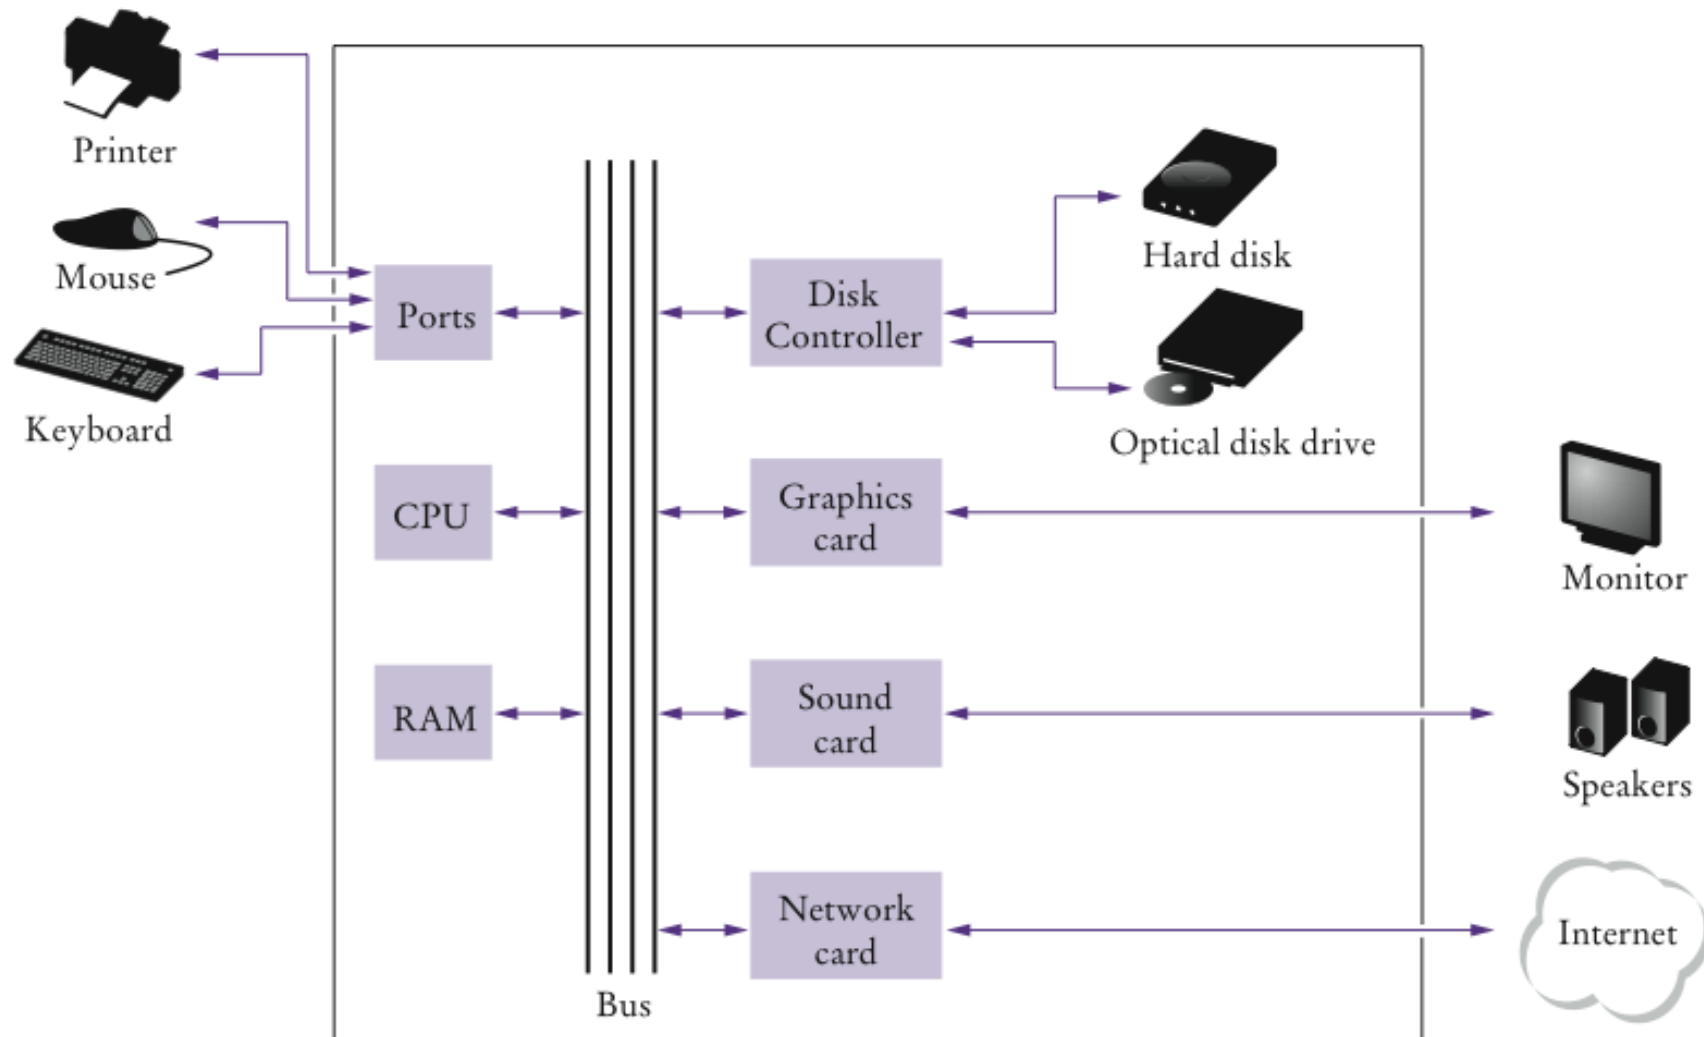 Printer
Mouse
Keyboard
Ports
CPU
RAM
Bus
Disk
Controller
Graphics
card
Sound
card
Network
card
Hard disk
Optical disk drive
Monitor
Speakers
Internet